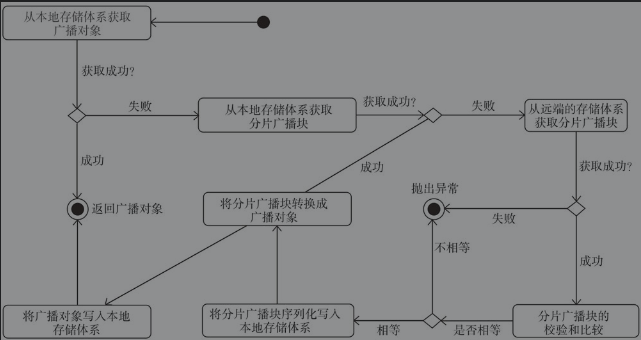 从本地存储体系获取
广播对象
获取成功?
失败
从本地存储体系获取
分片广播块
获取成功?
失败
从远端的存储体系
获取分片广播块
成功
成功
获取成功?
返回广播对象
将分片广播块转换成
广播对象
抛出异常
失败
不相等
成功
将广播对象写入本地
存储体系
将分片广播块序列化写入
本地存储体系
相等
是否相等
分片广播块的
校验和比较